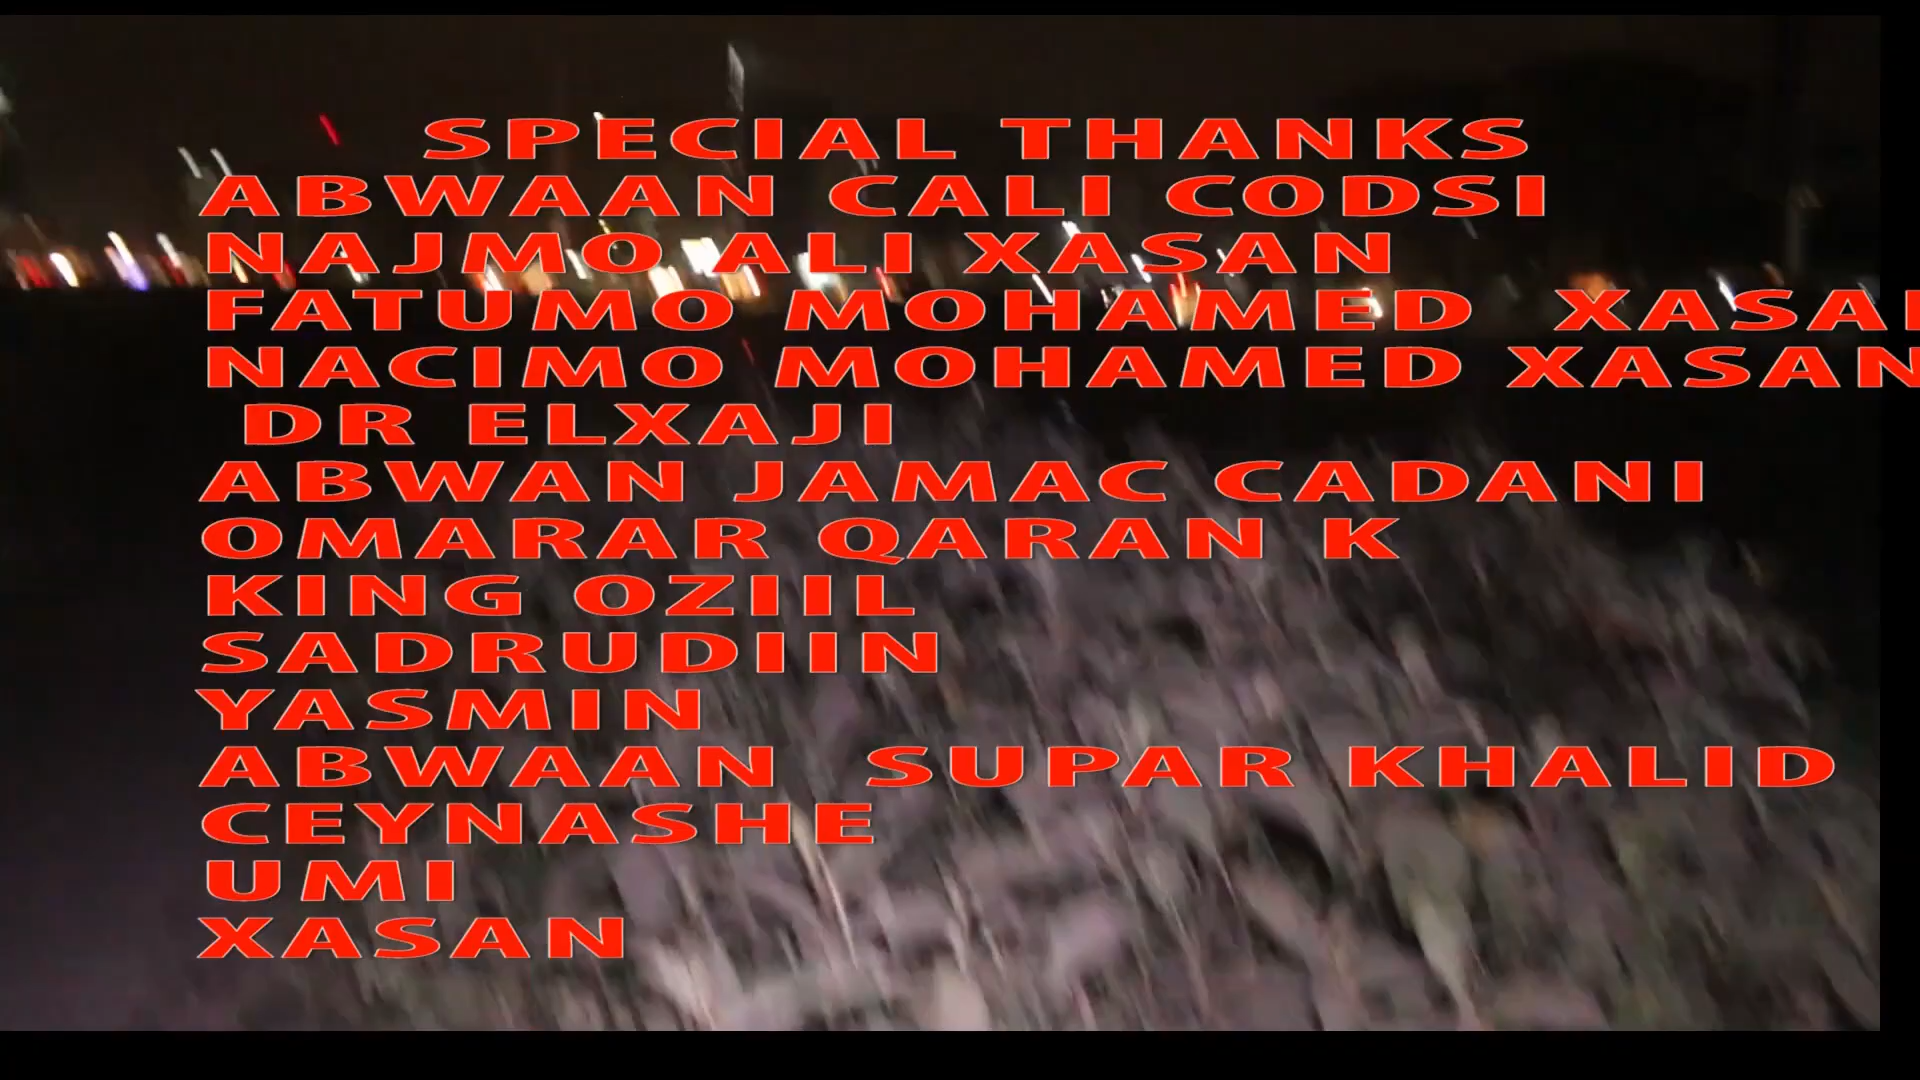 SPECIAL THANKS
ABWAAN CALI CODSI
NAJMO ALI XASAN
FATUMO MOHAMED XASAN
NACIMO MOHAMED XASAN
DR ELXAJI
ABWAN JAMAC CADANI
OMARAR QARAN K
KING OZIIL
SADRUDIIN
YASMIN
ABWAAN SUPAR KHALID
CEYNASHE
UMI
XASAN